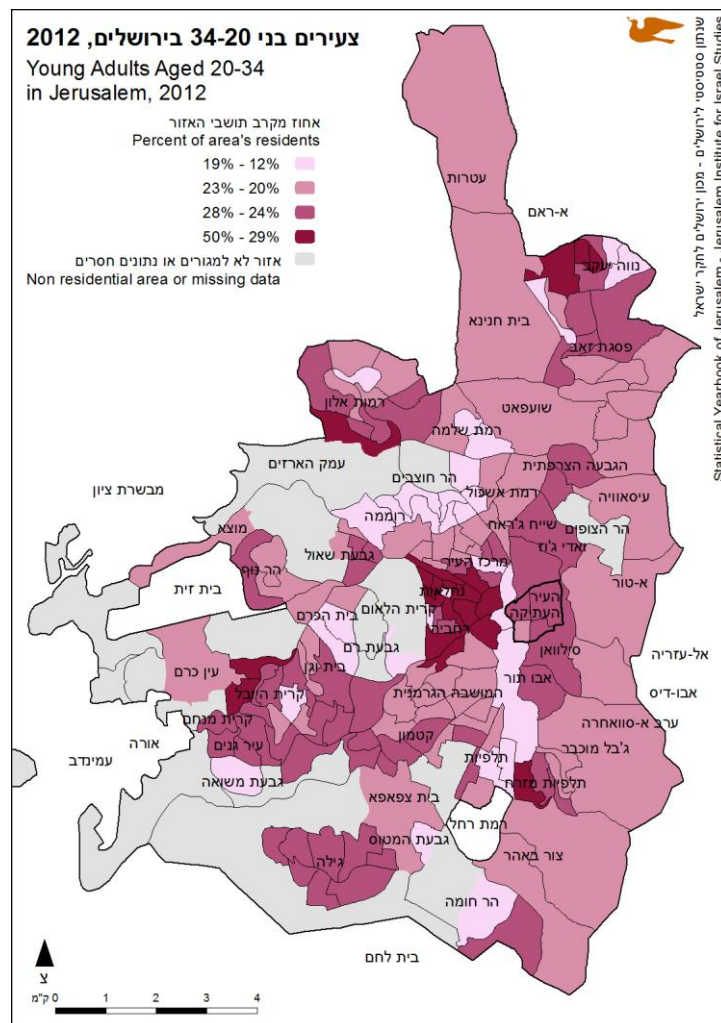 צעירים בני 34-20 בירושלים, 2012
Young Adults Aged 20-34
in Jerusalem, 2012
אחוז מקרב תושבי האזור
Percent of area's residents
19% - 12%
23% - 20%
28% - 24%
50% - 29%
אזור לא למגורים או נתונים חסרים
Non residential area or missing data
שנתון סטטיסטי לירושלים - מכון ירושלים לחקר ישראל
Statistical Yearbook of Jerusalem - Jerusalem Institute for Israel Studies
עטרות
א-ראם
נווה יעקב
בית חנינא
פסגת זאב
רמות אלון
שועפאט
רמת שלמה
עמק הארזים
הר חוצבים
הגבעה הצרפתית
מבשרת ציון
רמת אשכול
עיסאוויה
רוממה
שייח ג'ראח
הר הצופים
מוצא
גבעת שאול
ואדי ג'וז
מרכז העיר
הר נוף
א-טור
בית זית
נחלאות
העיר
העתיקה
קרית הלאום
בית הכרם
רחביה
גבעת רם
סילוואן
אל-עזריה
בית וגן
עין כרם
אבו תור
אבו-דיס
המושבה הגרמנית
קרית היובל
ערב א-סוואחרה
קרית מנחם
ג'בל מוכבר
אורה
קטמון
עיר גנים
עמינדב
תלפיות
תלפיות מזרח
גבעת משואה
בית צפאפא
רמת רחל
גבעת המטוס
צור באהר
גילה
הר חומה
בית לחם
צ
ק"מ 0 1 2 3 4